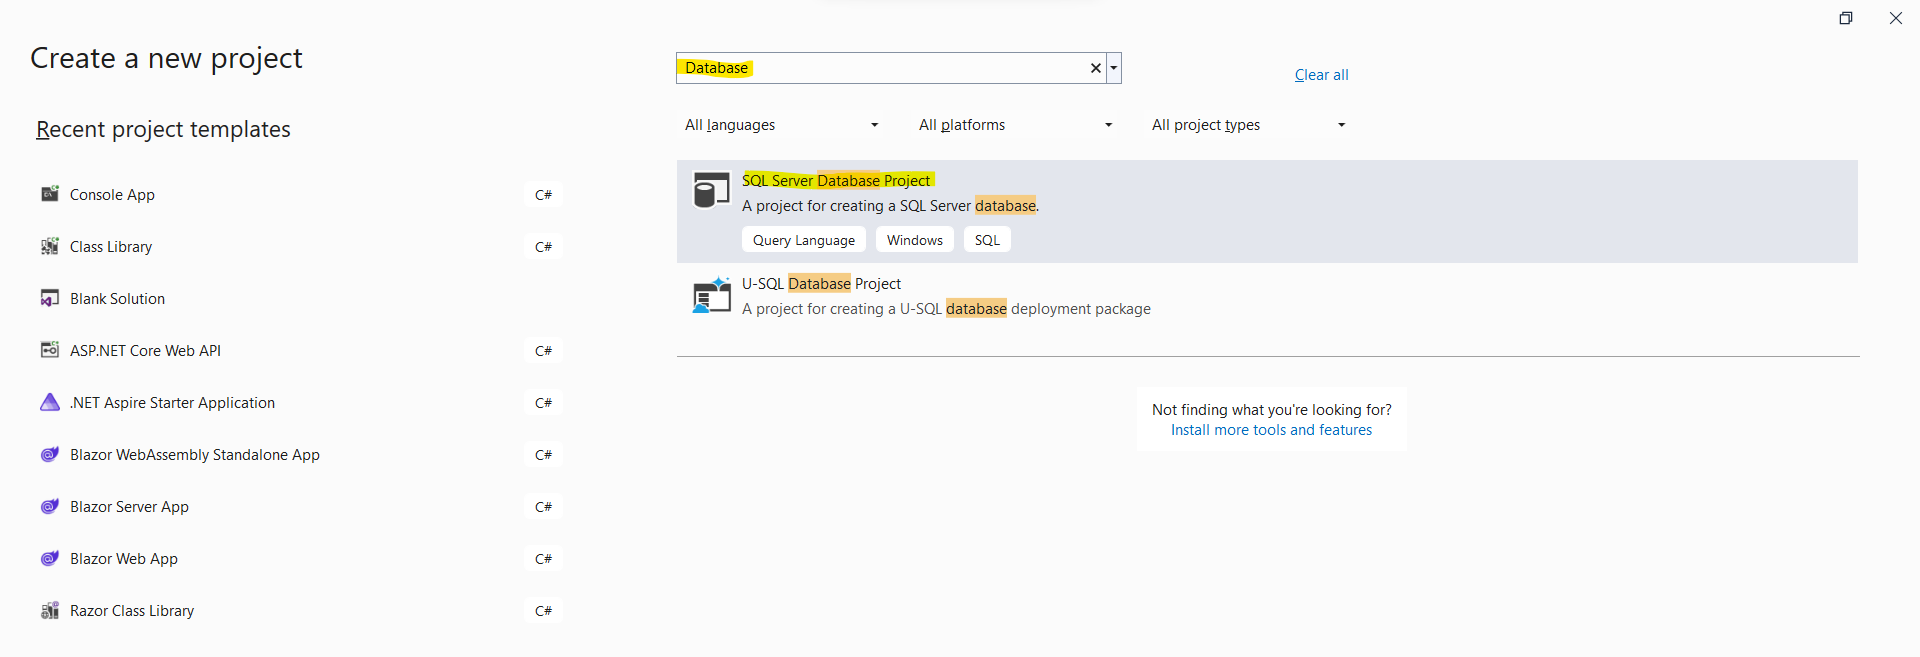 Create a new project
Recent project templates
Console App C#
Class Library C#
Blank Solution
ASP.NET Core Web API C#
.NET Aspire Starter Application C#
Blazor WebAssembly Standalone App C#
Blazor Server App C#
Blazor Web App C#
Razor Class Library C#
Database
Clear all
All languages All platforms All project types
SQL Server Database Project
A project for creating a SQL Server database.
Query Language Windows SQL
U-SQL Database Project
A project for creating a U-SQL database deployment package
Not finding what you're looking for?
Install more tools and features